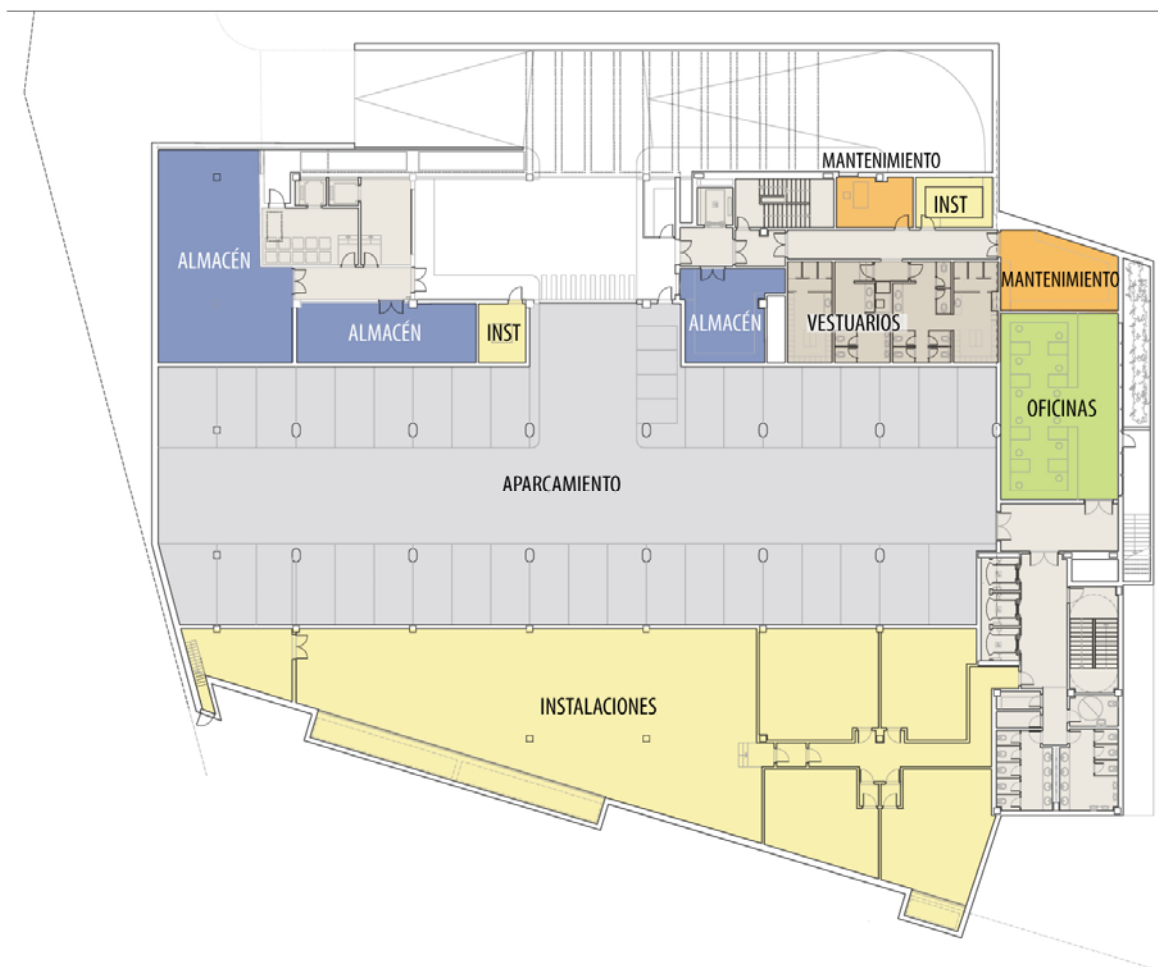 MANTENIMIENTO
INST
ALMACÉN
MANTENIMIENTO
ALMACÉN
INST
ALMACÉN
VESTUARIOS
OFICINAS
APARCAMIENTO
INSTALACIONES